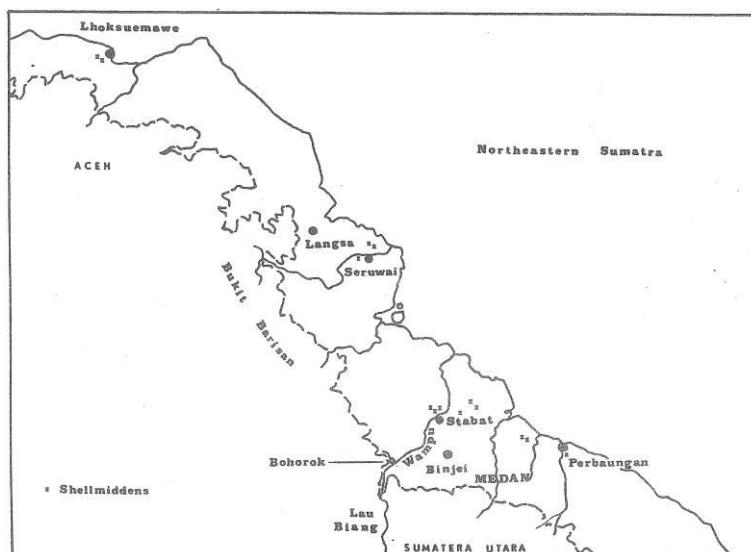 Lhoksuemawe
Northeastern Sumatra
ACEH
Langsa
Seruwai
Bukit
Barisan
Stabat
Wampu
Bohorok
Binjei
Perbaungan
MEDAN
x Shellmiddens
Lau
Biang
SUMATERA UTARA